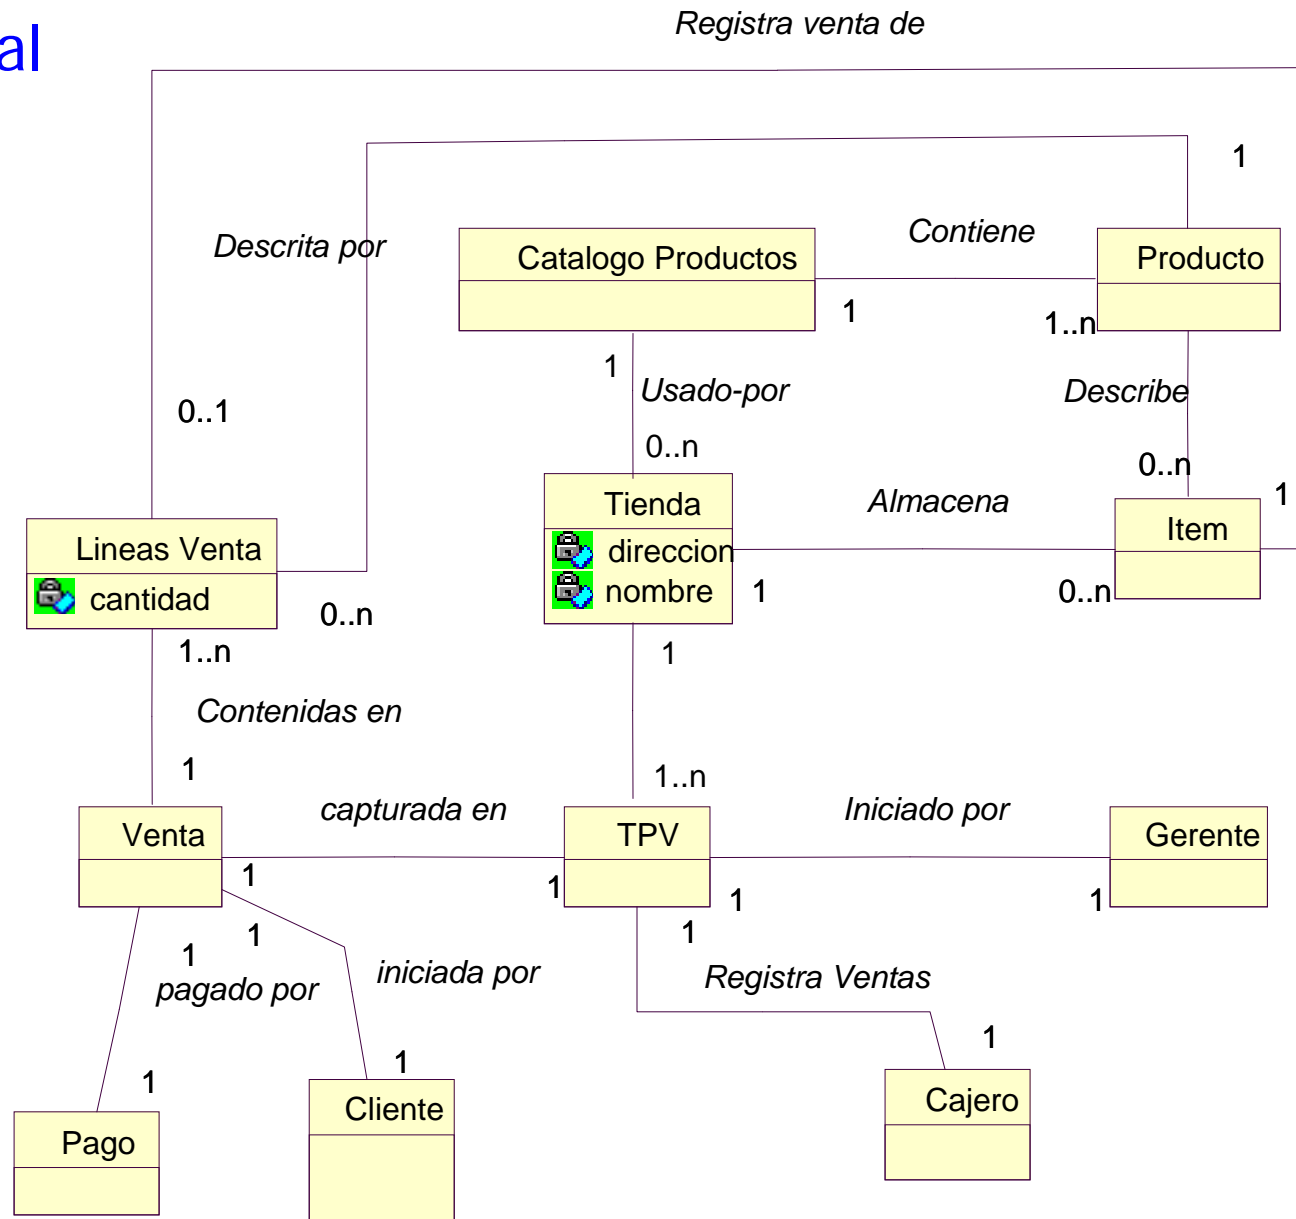 al
Registra venta de
1
Descrita por
Catalogo Productos
Contiene
Producto
1
1..n
1
Usado-por
Describe
0..1
0..n
0..n
1
Tienda
Almacena
Item
Lineas Venta
direccion
cantidad
nombre
1
0..n
0..n
1..n
1
Contenidas en
1
1..n
capturada en
Iniciado por
Venta
TPV
Gerente
1
1
1
1
1
1
1
pagado por
iniciada por
Registra Ventas
1
1
1
Cliente
Cajero
Pago